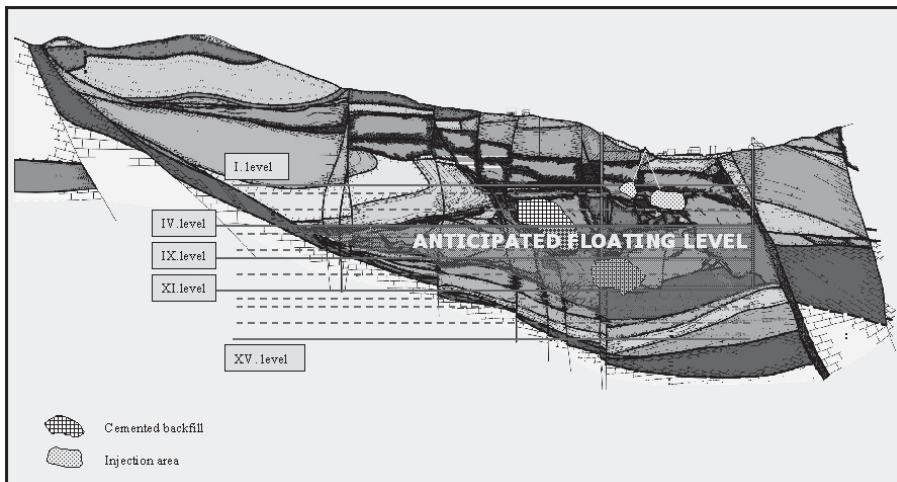 I. level
IV. level
ANTICIPATED FLOATING LEVEL
IX. level
XI. level
XV. level
Cemented backfill
Injection area